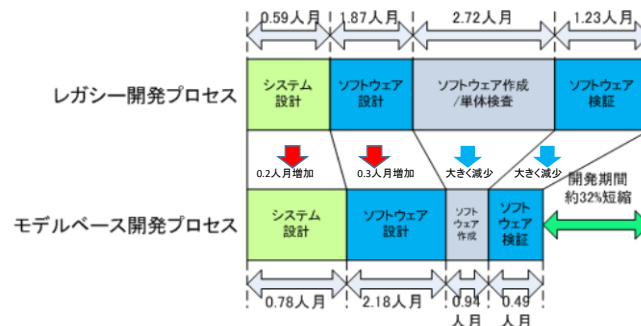 0.59人月 1.87人月 2.72人月 1.23人月
レガシー開発プロセス
システム
設計
ソフトウェア
設計
ソフトウェア作成
/単体検査
ソフトウェア
検証
0.2人月増加
0.3人月増加
大きく減少
大きく減少
開発期間
約32%短縮
モデルベース開発プロセス
システム
設計
ソフトウェア
設計
ソフト
ウェア
作成
ソフト
ウェア
検証
0.78人月
2.18人月
0.94
人月
0.49
人月